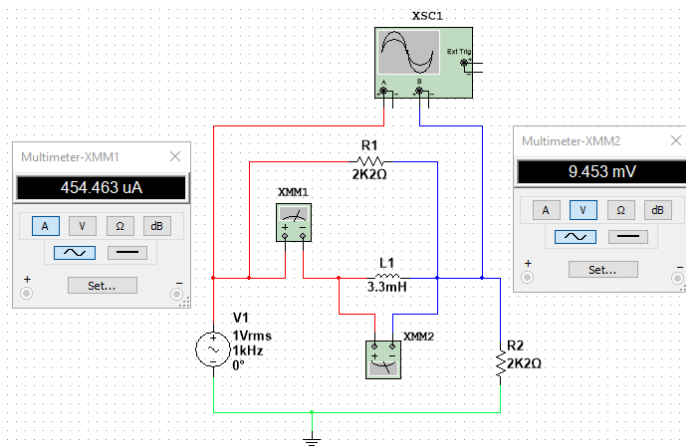 XSC1
Ext Trig
+
−
A
B
+ −
+ −
Multimeter-XMM1
454.463 uA
A V Ω dB
Set...
+
−
R1
2K2Ω
XMM1
+ −
L1
3.3mH
XMM2
+ −
V1
1Vrms
1kHz
0°
+
−
R2
2K2Ω
Multimeter-XMM2
9.453 mV
A V Ω dB
Set...
+
−